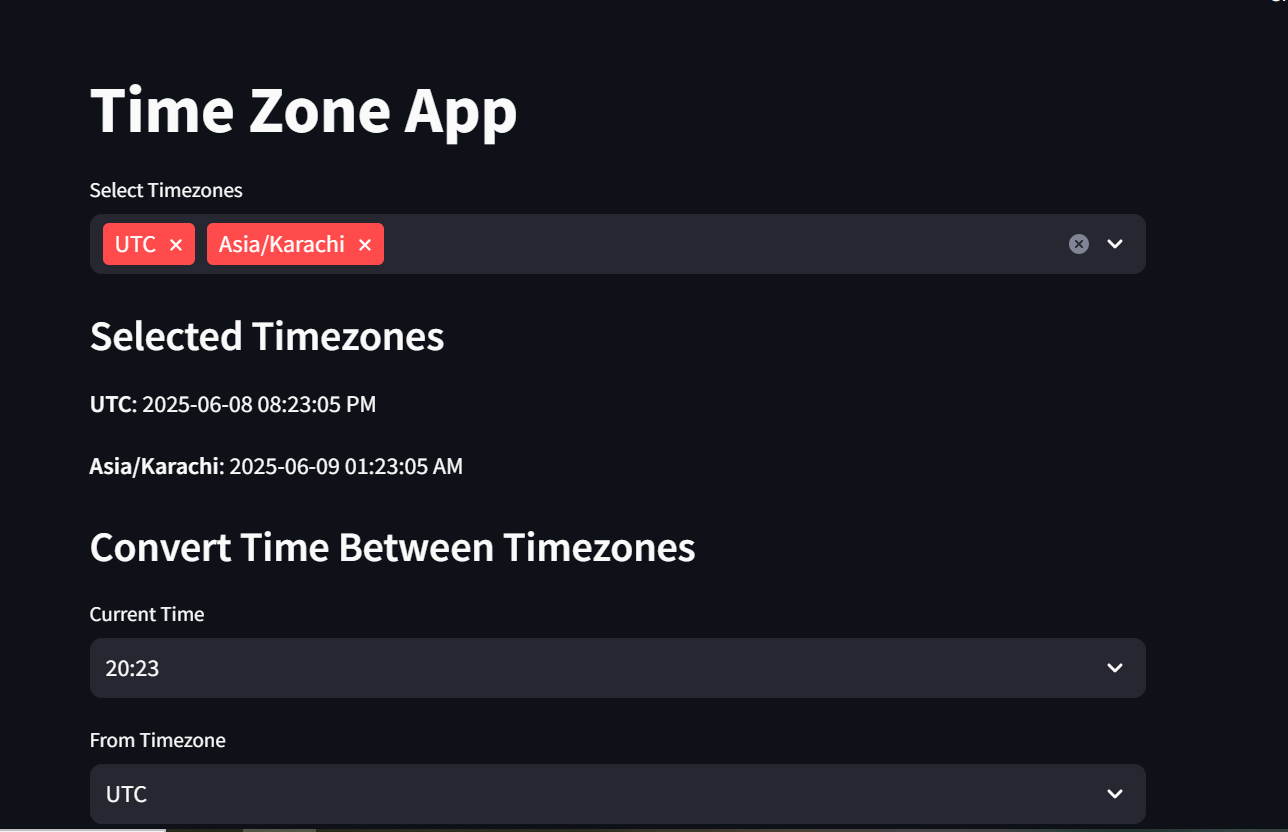 Time Zone App
Select Timezones
UTC × Asia/Karachi ×
Selected Timezones
UTC: 2025-06-08 08:23:05 PM
Asia/Karachi: 2025-06-09 01:23:05 AM
Convert Time Between Timezones
Current Time
20:23
From Timezone
UTC